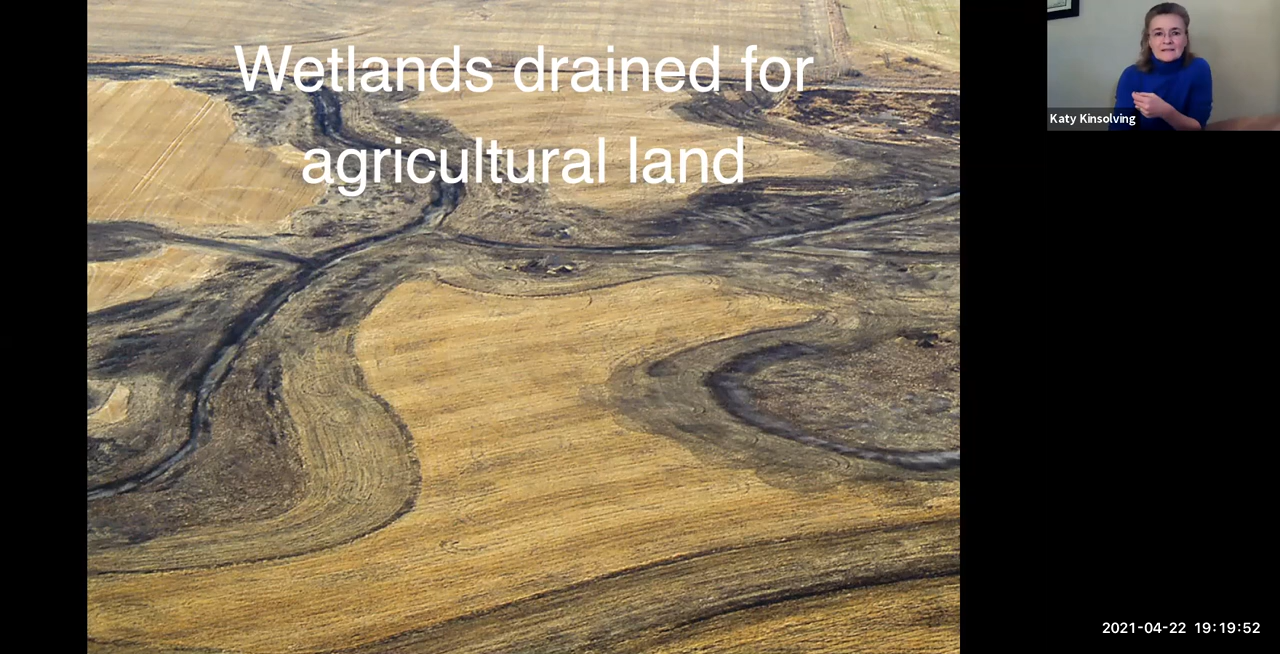 Wetlands drained for
agricultural land
Katy Kinsolving
2021-04-22 19:19:52